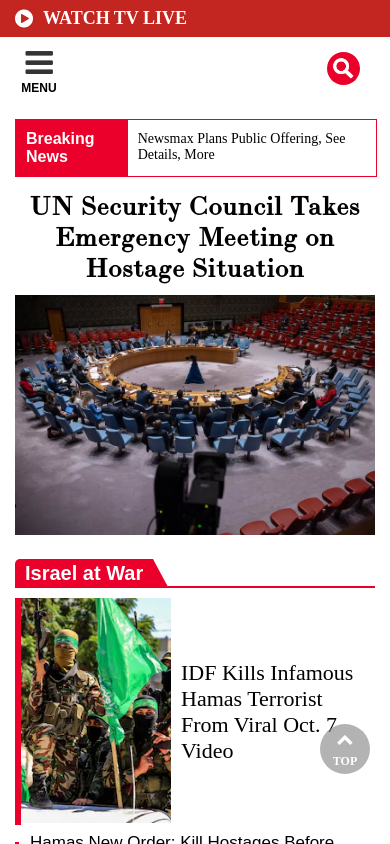 WATCH TV LIVE
MENU
Breaking
News
Newsmax Plans Public Offering, See
Details, More
UN Security Council Takes
Emergency Meeting on
Hostage Situation
Israel at War
IDF Kills Infamous
Hamas Terrorist
From Viral Oct. 7
Video
TOP
Hamas New Order: Kill Hostages Before